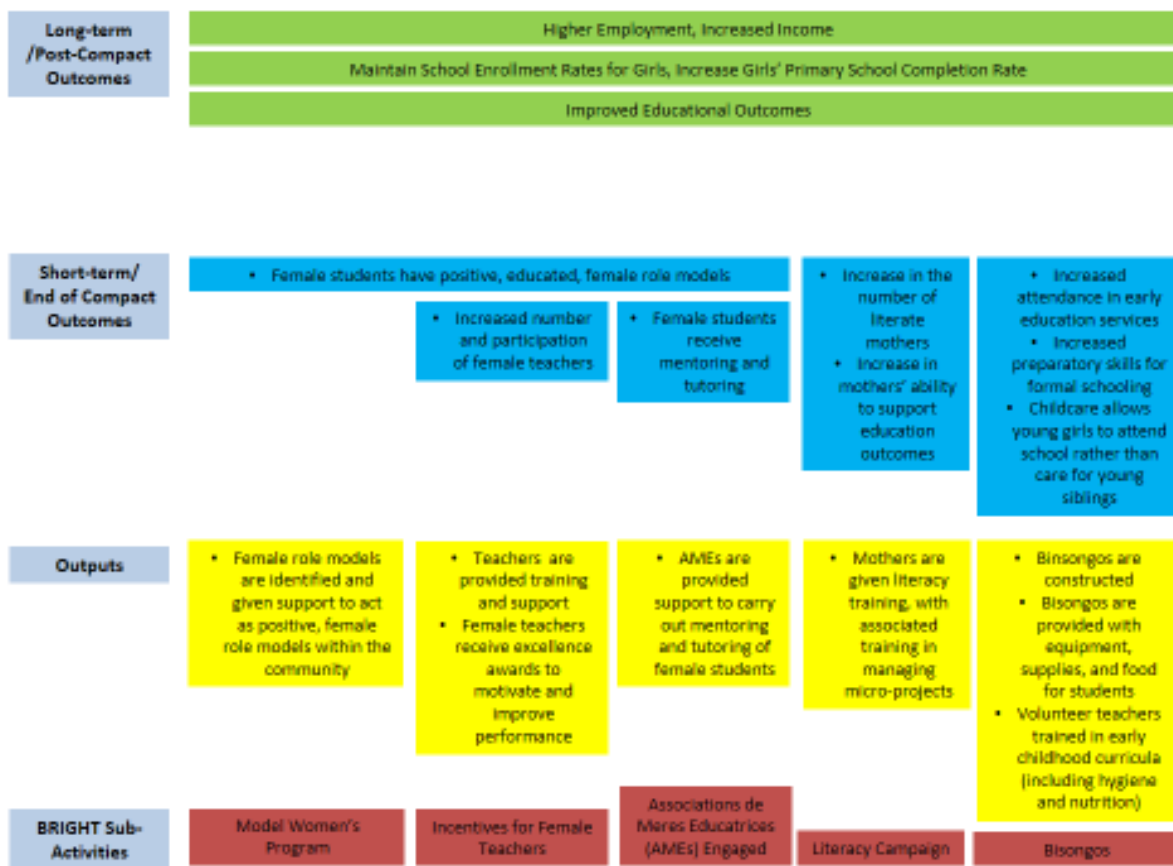 Long-term
/Post-Compact
Outcomes
Higher Employment, Increased Income
Maintain School Enrollment Rates for Girls, Increase Girls' Primary School Completion Rate
Improved Educational Outcomes
Short-term/
End of Compact
Outcomes
• Female students have positive, educated, female role models
• Increased number
and participation
of female teachers
• Female students
receive
mentoring and
tutoring
• Increase in the
number of
literate
mothers
• Increase in
mothers' ability
to support
education
outcomes
• Increased
attendance in early
education services
• Increased
preparatory skills for
formal schooling
• Childcare allows
young girls to attend
school rather than
care for young
siblings
Outputs
• Female role models
are identified and
given support to act
as positive, female
role models within the
community
• Teachers are
provided training
and support
• Female teachers
receive excellence
awards to
motivate and
improve
performance
• AMEs are
provided
support to carry
out mentoring
and tutoring of
female students
• Mothers are
given literacy
training, with
associated
training in
managing
micro-projects
• Binsongos are
constructed
• Bisongos are
provided with
equipment,
supplies, and food
for students
• Volunteer teachers
trained in early
childhood curricula
(including hygiene
and nutrition)
BRIGHT Sub-
Activities
Model Women's
Program
Incentives for Female
Teachers
Associations de
Meres Educatrices
(AMEs) Engaged
Literacy Campaign
Bisongos